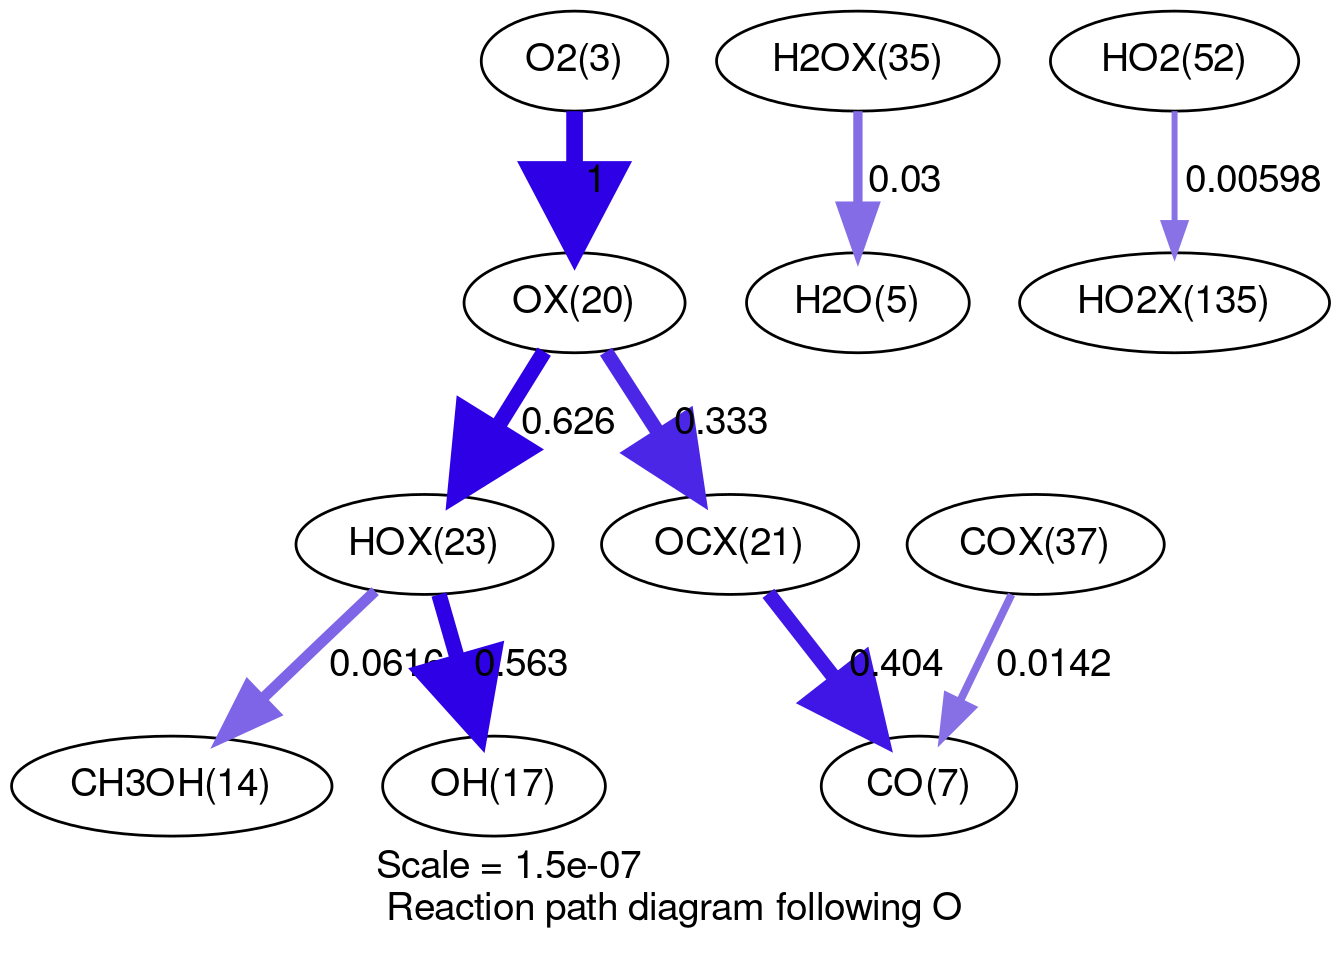 O2(3) H2OX(35) HO2(52)
1 0.03 0.00598
OX(20) H2O(5) HO2X(135)
0.626 0.333
HOX(23) OCX(21) COX(37)
0.563 0.404 0.0142
CH3OH(14) OH(17) CO(7)
Scale = 1.5e-07
Reaction path diagram following O